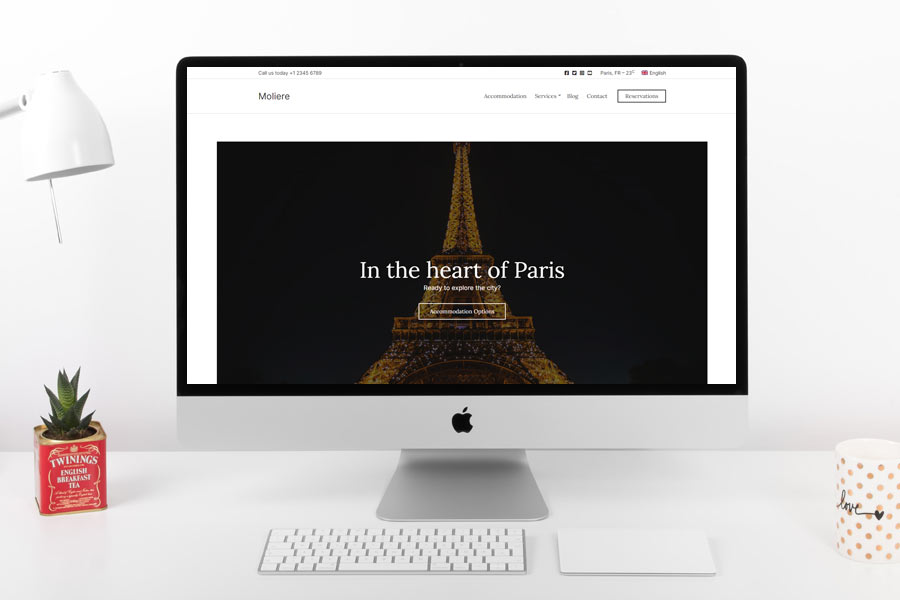 Call us today +1 2345 6789
Paris, FR – 23°C
English
Moliere
Accommodation
Services
Blog
Contact
Reservations
In the heart of Paris
Ready to explore the city?
Accommodation Options
TWININGS
ENGLISH
BREAKFAST
TEA
love